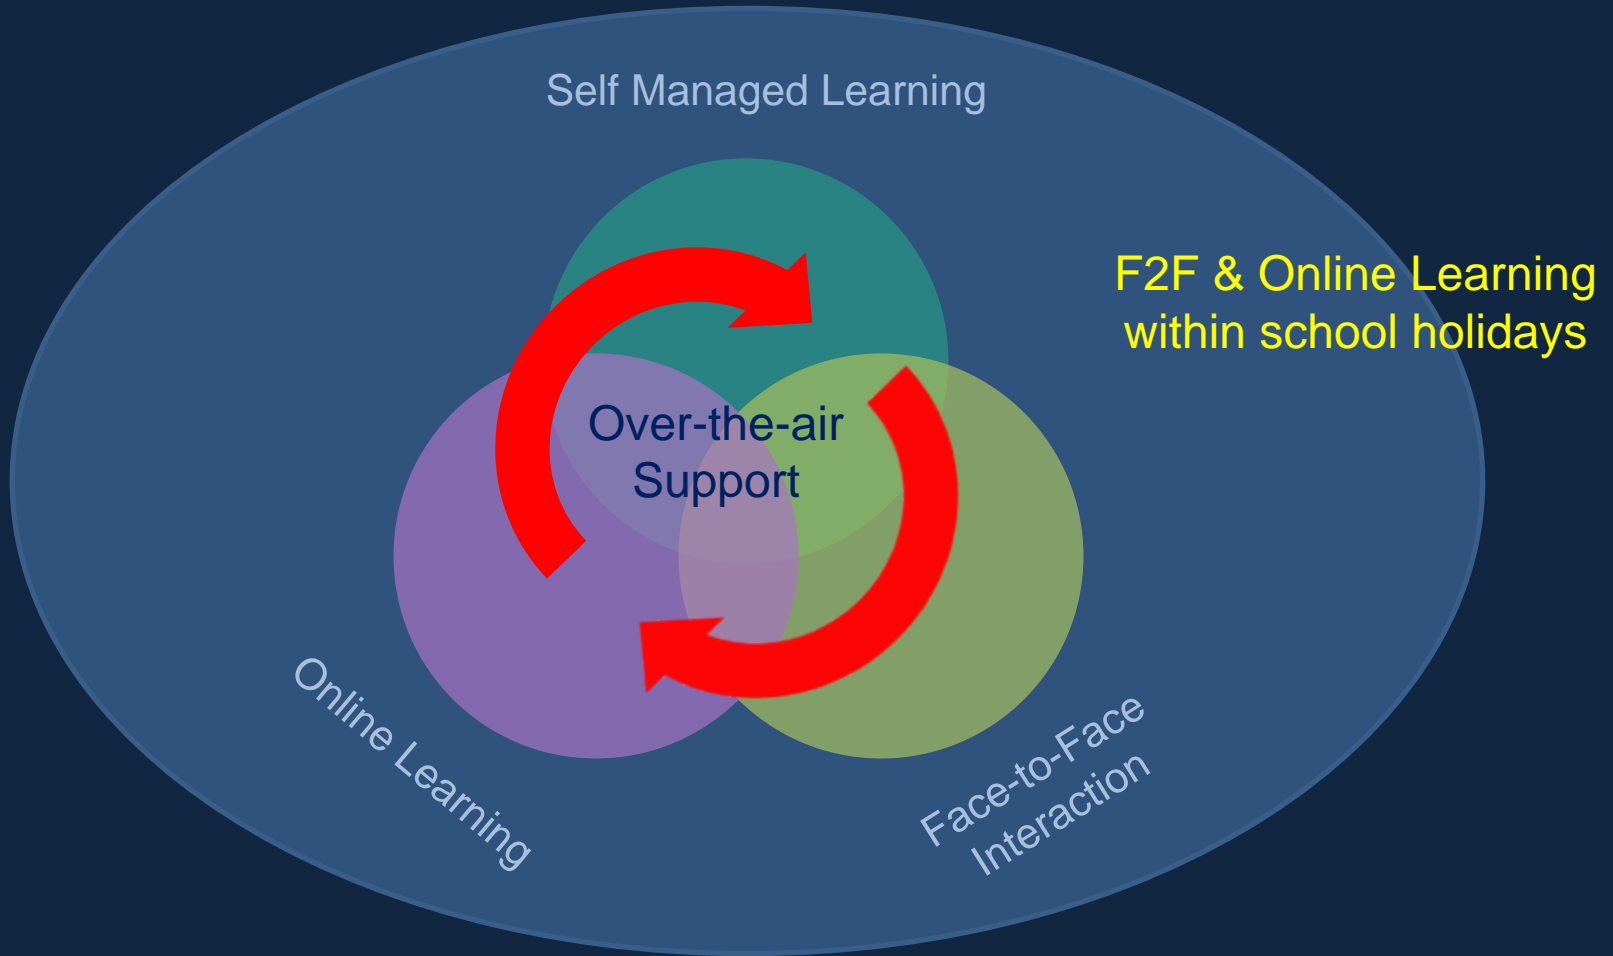 Self Managed Learning
F2F & Online Learning
within school holidays
Over-the-air
Support
Online Learning
Face-to-Face
Interaction